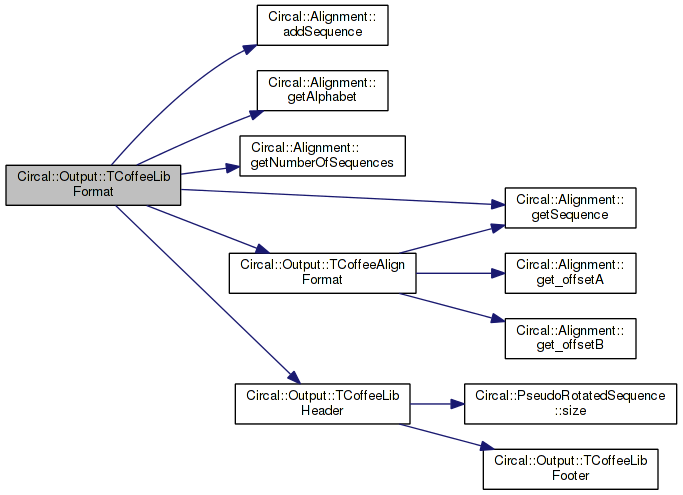 Circal::Alignment::
addSequence
Circal::Alignment::
getAlphabet
Circal::Alignment::
getNumberOfSequences
Circal::Output::TCoffeeLib
Format
Circal::Alignment::
getSequence
Circal::Output::TCoffeeAlign
Format
Circal::Alignment::
get_offsetA
Circal::Alignment::
get_offsetB
Circal::Output::TCoffeeLib
Header
Circal::PseudoRotatedSequence
::size
Circal::Output::TCoffeeLib
Footer